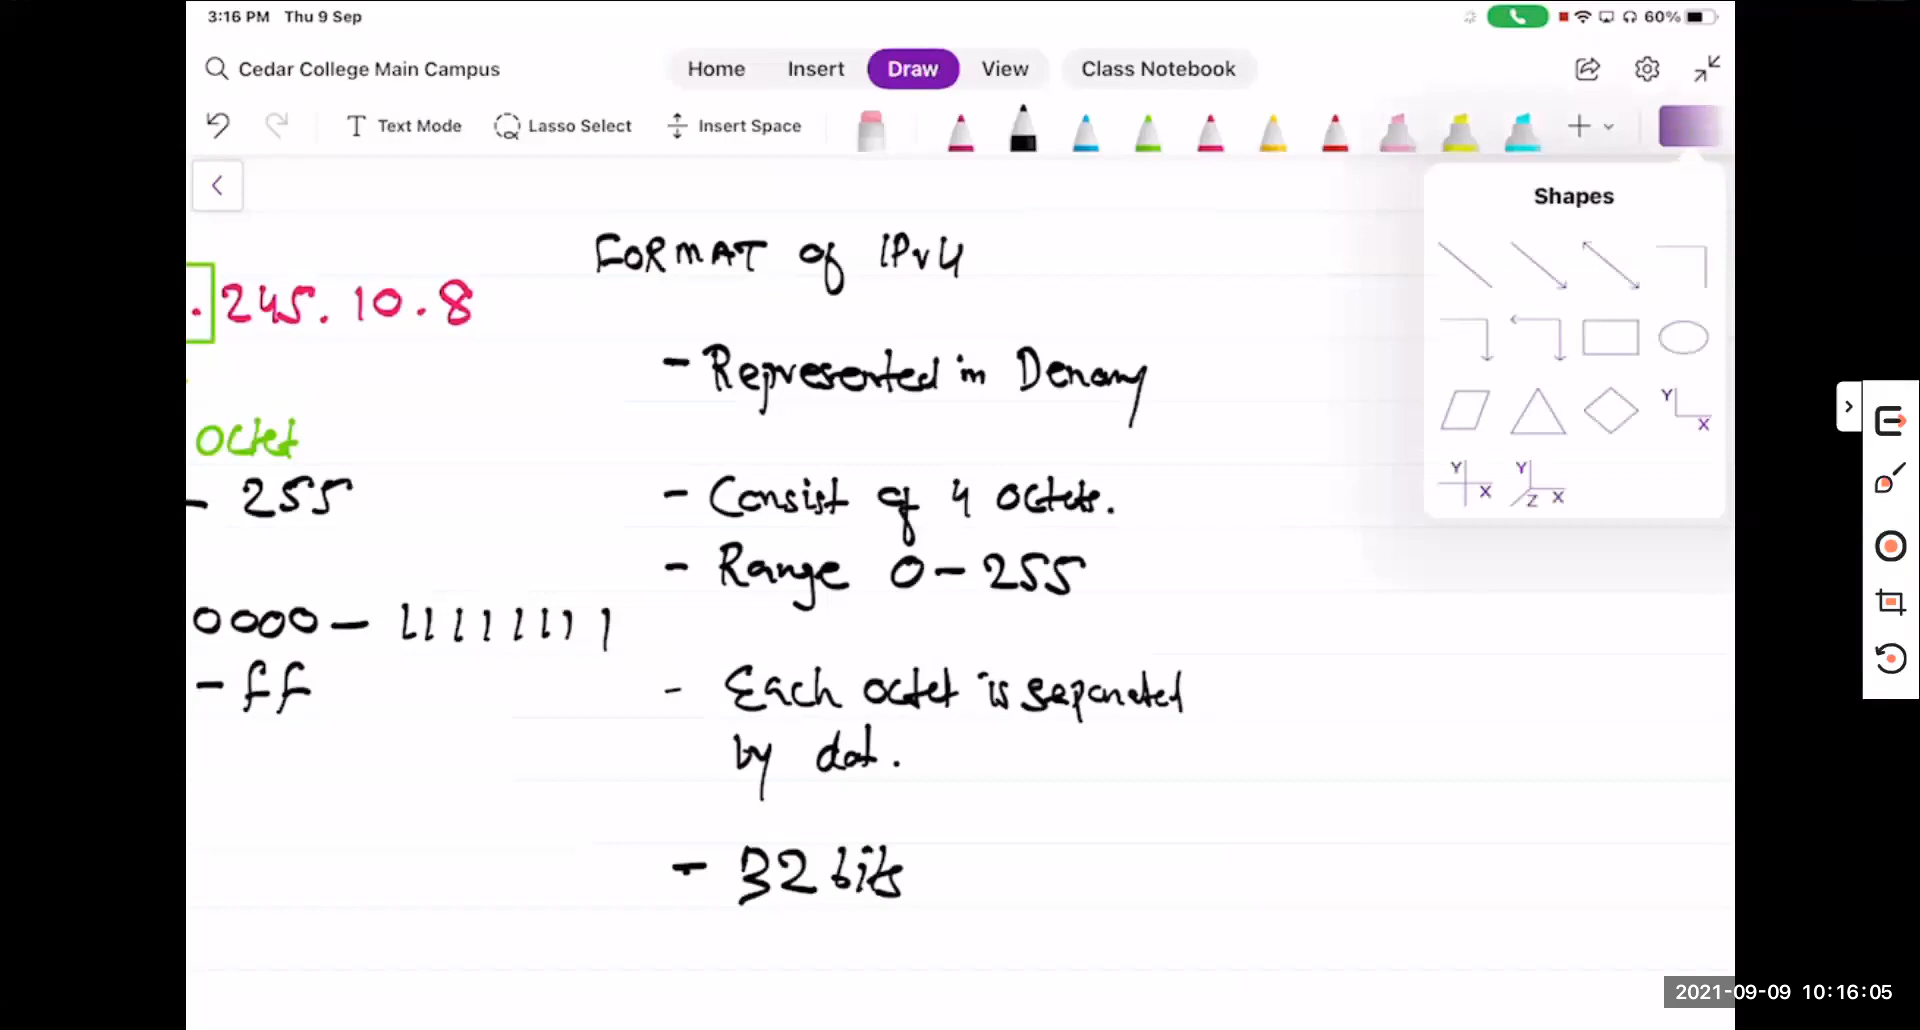 3:16 PM Thu 9 Sep
60%
Cedar College Main Campus
Home Insert Draw View Class Notebook
Text Mode Lasso Select Insert Space
Shapes
FORMAT of IPv4
.245.10.8
- Represented in Denary
Octet
- 255
- Consist of 4 octets.
- Range 0-255
0000 - 11111111
- ff
- Each octet is separated
by dot.
- 32 bits
Y
X
Y
X
Y
Z X
2021-09-09 10:16:05